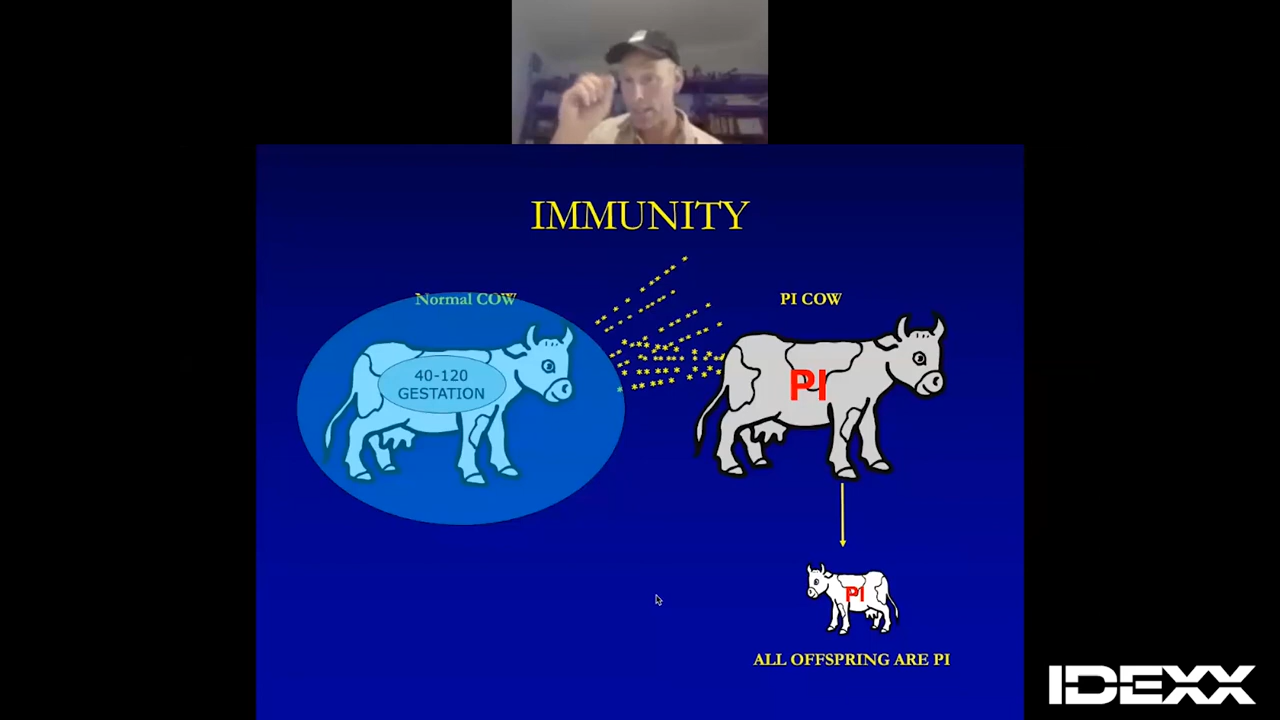 IMMUNITY
Normal COW
PI COW
40-120
GESTATION
PI
PI
ALL OFFSPRING ARE PI
IDEXX